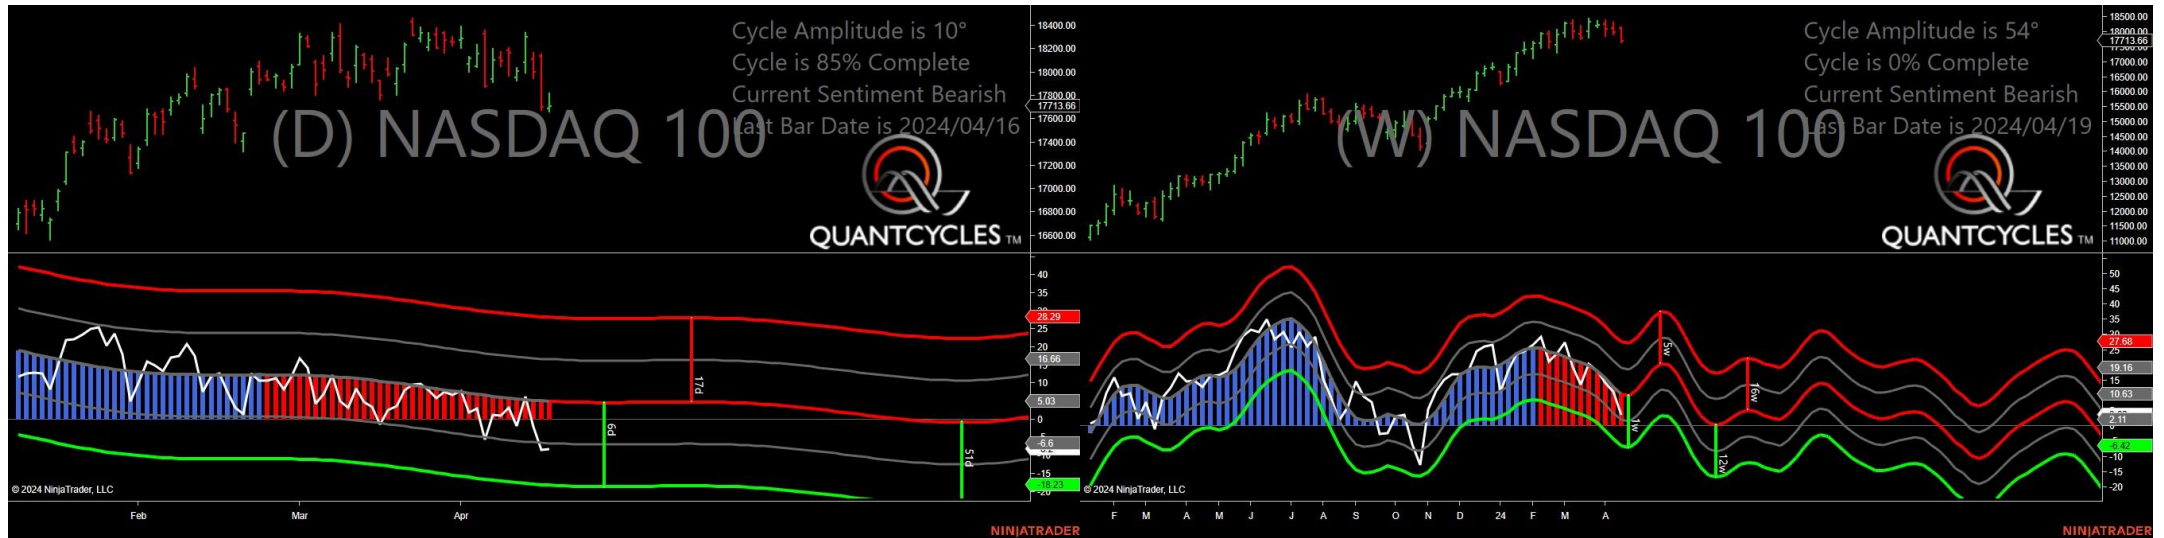 Cycle Amplitude is 10°
Cycle is 85% Complete
Current Sentiment Bearish
Last Bar Date is 2024/04/16
(D) NASDAQ 100
QUANTCYCLES TM
18400.00
18200.00
18000.00
17800.00
17713.66
17600.00
17400.00
17200.00
17000.00
16800.00
16600.00
40
35
28.29
25
20
16.66
10
5.03
0
-6.6
-10
-15
-18.23
-20
17d
6d
51d
© 2024 NinjaTrader, LLC
Feb Mar Apr
NINJATRADER
Cycle Amplitude is 54°
Cycle is 0% Complete
Current Sentiment Bearish
Last Bar Date is 2024/04/19
(W) NASDAQ 100
QUANTCYCLES TM
18500.00
18000.00
17713.66
17500.00
17000.00
16500.00
16000.00
15500.00
15000.00
14500.00
14000.00
13500.00
13000.00
12500.00
12000.00
11500.00
11000.00
50
45
40
35
30
27.68
25
19.16
15
10.63
2.11
-6.42
-10
-15
-20
5w
16w
1w
12w
© 2024 NinjaTrader, LLC
F M A M J J A S O N D 24 F M A
NINJATRADER